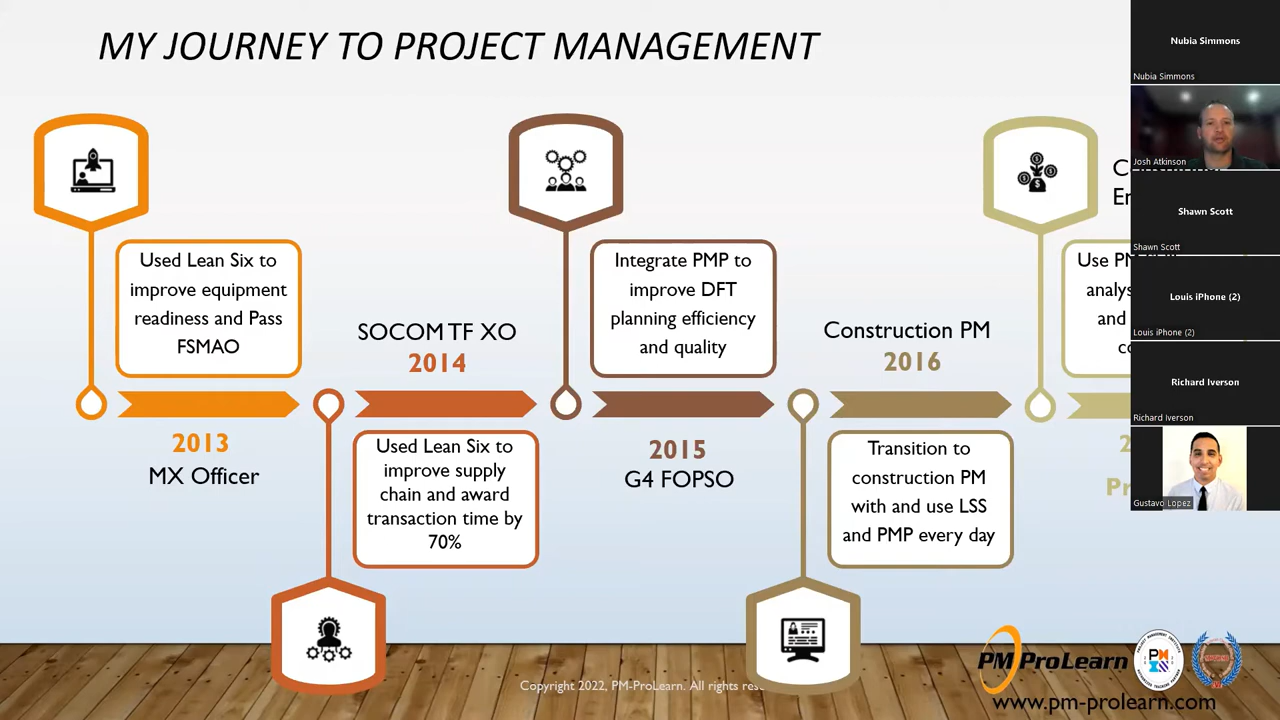 MY JOURNEY TO PROJECT MANAGEMENT
Used Lean Six to
improve equipment
readiness and Pass
FSMAO
2013
MX Officer
SOCOM TF XO
2014
Used Lean Six to
improve supply
chain and award
transaction time by
70%
Integrate PMP to
improve DFT
planning efficiency
and quality
2015
G4 FOPSO
Construction PM
2016
Transition to
construction PM
with and use LSS
and PMP every day
Use
and
Copyright 2022, PM-ProLearn. All rights
PM ProLearn
www.pm-prolearn.com
Nubia Simmons
Nubia Simmons
Josh Atkinson
Shawn Scott
Shawn Scott
Louis iPhone (2)
Louis iPhone (2)
Richard Iverson
Richard Iverson
Gustavo Lopez